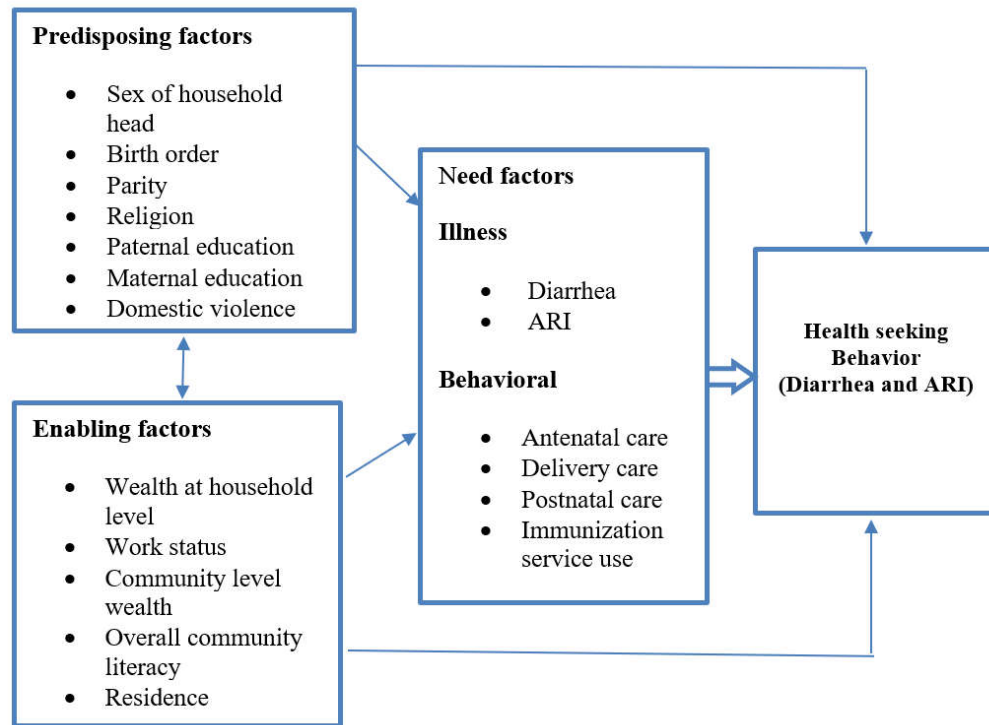 Predisposing factors
• Sex of household
head
• Birth order
• Parity
• Religion
• Paternal education
• Maternal education
• Domestic violence
Enabling factors
• Wealth at household
level
• Work status
• Community level
wealth
• Overall community
literacy
• Residence
Need factors
Illness
• Diarrhea
• ARI
Behavioral
• Antenatal care
• Delivery care
• Postnatal care
• Immunization
service use
Health seeking
Behavior
(Diarrhea and ARI)